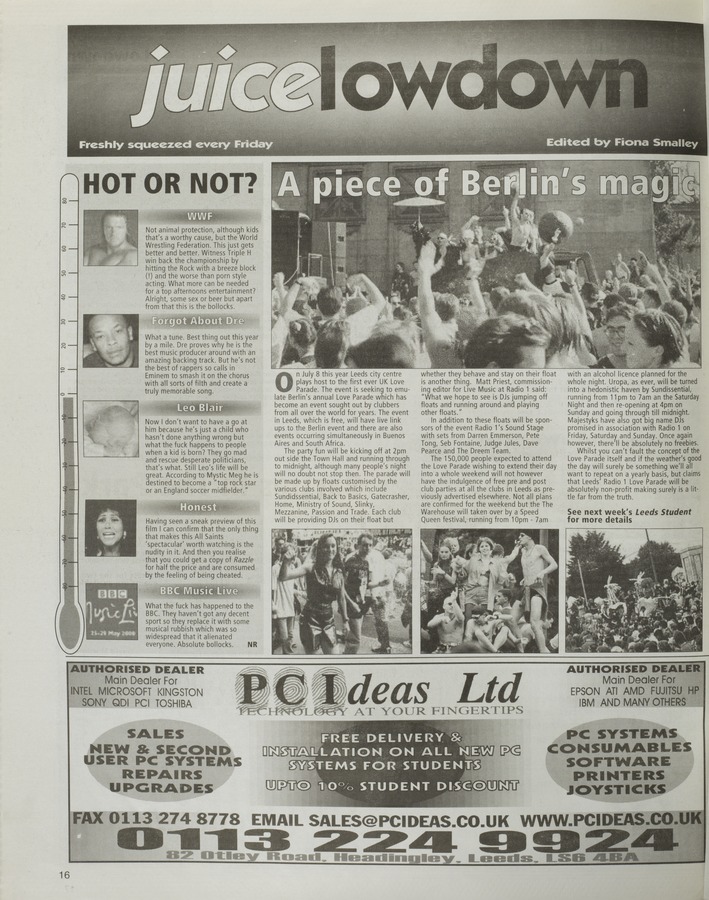 juicelowdown
Freshly squeezed every Friday
Edited by Fiona Smalley
HOT OR NOT?
WWF
Not animal protection, although kids
that's a worthy cause, but the World
Wrestling Federation. This just gets
better and better. Witness Triple H
win back the championship by
hitting the Rock with a breeze block
(!) and the worse than porn style
acting. What more can be needed
for a top afternoons entertainment?
Alright, some sex or beer but apart
from that this is the bollocks.
Forgot About Dre
What a tune. Best thing out this year
by a mile. Dre proves why he is the
best music producer around with an
amazing backing track. But he's not
the best of rappers so calls in
Eminem to smash it on the chorus
with all sorts of filth and create a
truly memorable song.
Leo Blair
Now I don't want to have a go at
him because he's just a child who
hasn't done anything wrong but
what the fuck happens to people
when a kid is born? They go mad
and rescue desperate politicians,
that's what. Still Leo's life will be
great. According to Mystic Meg he is
destined to become a "top rock star
or an England soccer midfielder."
Honest
Having seen a sneak preview of this
film I can confirm that the only thing
that makes this All Saints
'spectacular' worth watching is the
nudity in it. And then you realise
that you could get a copy of Razzle
for half the price and are consumed
by the feeling of being cheated.
BBC Music Live
BBC
Music Live
25-29 May 2000
What the fuck has happened to the
BBC. They haven't got any decent
sport so they replace it with some
musical rubbish which was so
widespread that it alienated
everyone. Absolute bollocks. NR
A piece of Berlin's magic
On July 8 this year Leeds city centre
plays host to the first ever UK Love
Parade. The event is seeking to emu-
late Berlin's annual Love Parade which has
become an event sought out by clubbers
from all over the world for years. The event
in Leeds, which is free, will have live link
ups to the Berlin event and there are also
events occurring simultaneously in Buenos
Aires and South Africa.
The party fun will be kicking off at 2pm
out side the Town Hall and running through
to midnight, although many people's night
will no doubt not stop then. The parade will
be made up by floats customised by the
various clubs involved which include
Sundidssential, Back to Basics, Gatecrasher,
Home, Ministry of Sound, Slinky,
Mezzanine, Passion and Trade. Each club
will be providing DJs on their float but
whether they behave and stay on their float
is another thing. Matt Priest, commission-
ing editor for Live Music at Radio 1 said:
"What we hope to see is DJs jumping off
floats and running around and playing
other floats."
In addition to these floats will be spon-
sors of the event Radio 1's Sound Stage
with sets from Darren Emmerson, Pete
Tong, Seb Fontaine, Judge Jules, Dave
Pearce and The Dreem Team.
The 150,000 people expected to attend
the Love Parade wishing to extend their day
into a whole weekend will not however
have the indulgence of free pre and post
club parties at all the clubs in Leeds as pre-
viously advertised elsewhere. Not all plans
are confirmed for the weekend but the The
Warehouse will taken over by a Speed
Queen festival, running from 10pm - 7am
with an alcohol licence planned for the
whole night. Uropa, as ever, will be turned
into a hedonistic haven by Sundissential,
running from 11pm to 7am on the Saturday
Night and then re-opening at 4pm on
Sunday and going through till midnight.
Majestyks have also got big name DJs
promised in association with Radio 1 on
Friday, Saturday and Sunday. Once again
however, there'll be absolutely no freebies.
Whilst you can't fault the concept of the
Love Parade itself and if the weather's good
the day will surely be something we'll all
want to repeat on a yearly basis, but claims
that Leeds' Radio 1 Love Parade will be
absolutely non-profit making surely is a lit-
tle far from the truth.
See next week's Leeds Student
for more details
AUTHORISED DEALER
Main Dealer For
INTEL MICROSOFT KINGSTON
SONY QDI PCI TOSHIBA
PC Ideas Ltd
TECHNOLOGY AT YOUR FINGERTIPS
AUTHORISED DEALER
Main Dealer For
EPSON ATI AMD FUJITSU HP
IBM AND MANY OTHERS
SALES
NEW & SECOND
USER PC SYSTEMS
REPAIRS
UPGRADES
FREE DELIVERY &
INSTALLATION ON ALL NEW PC
SYSTEMS FOR STUDENTS
UPTO 10% STUDENT DISCOUNT
PC SYSTEMS
CONSUMABLES
SOFTWARE
PRINTERS
JOYSTICKS
FAX 0113 274 8778 EMAIL SALES@PCIDEAS.CO.UK WWW.PCIDEAS.CO.UK
0113 224 9924
82 Otley Road, Headingley, Leeds, LS6 4BA
16